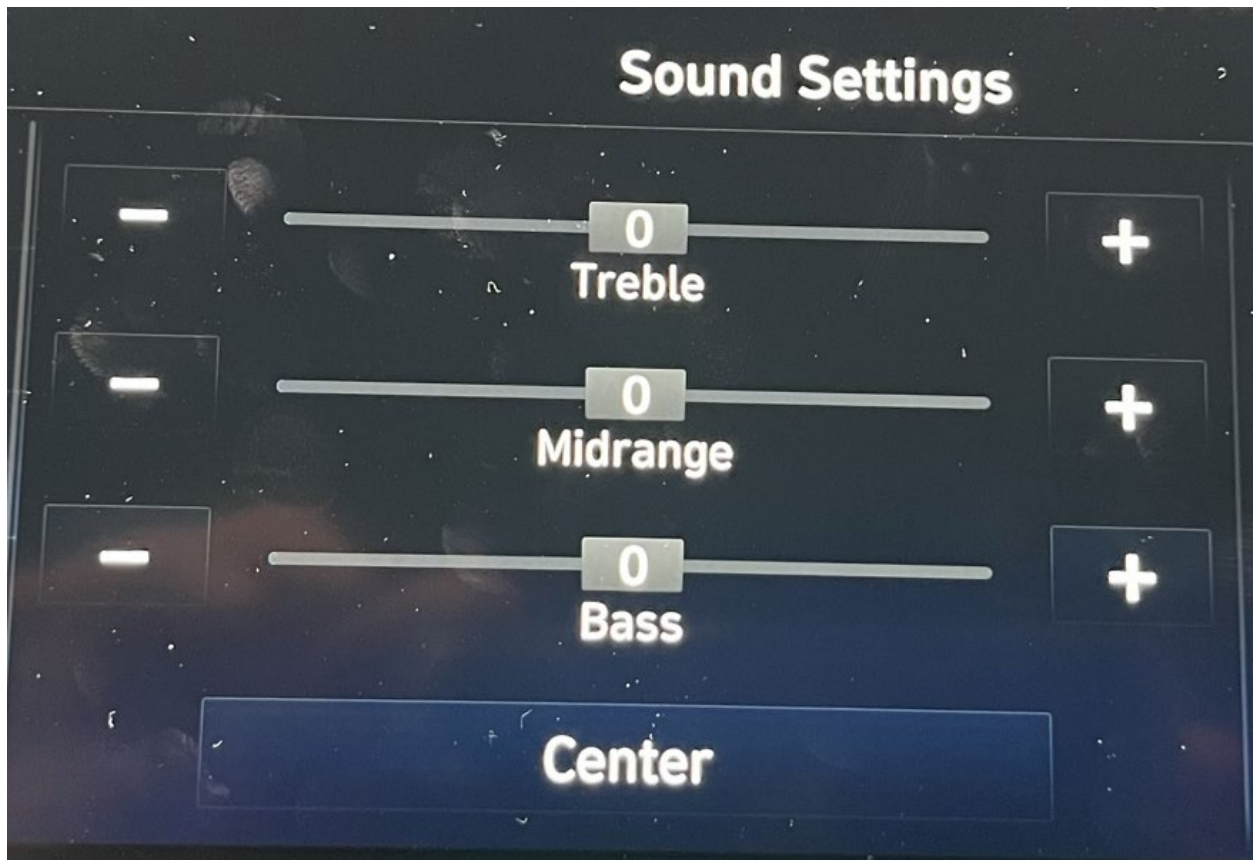 Sound Settings
- 0 +
Treble
- 0 +
Midrange
- 0 +
Bass
Center